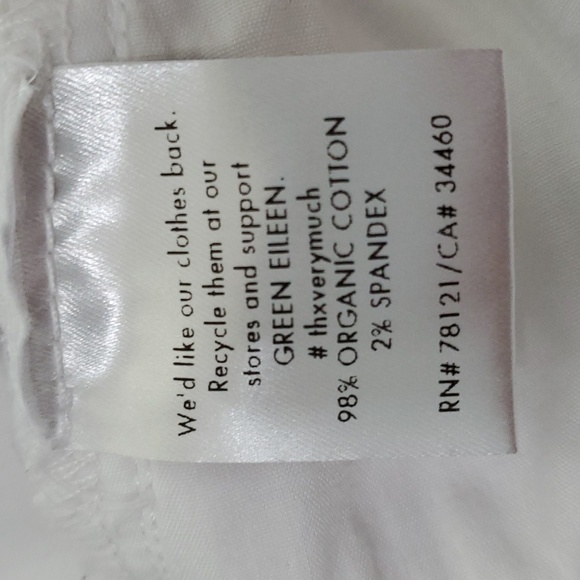 We'd like our clothes back.
Recycle them at our
stores and support
GREEN EILEEN.
# thxverymuch
98% ORGANIC COTTON
2% SPANDEX
RN# 78121/CA# 34460